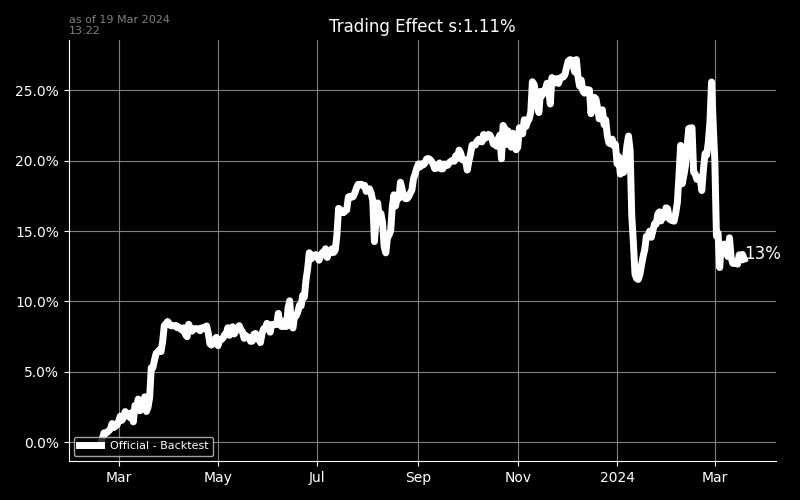 as of 19 Mar 2024
13:22
Trading Effect s:1.11%
25.0%
20.0%
15.0%
10.0%
5.0%
0.0%
13%
Official - Backtest
Mar
May
Jul
Sep
Nov
2024
Mar